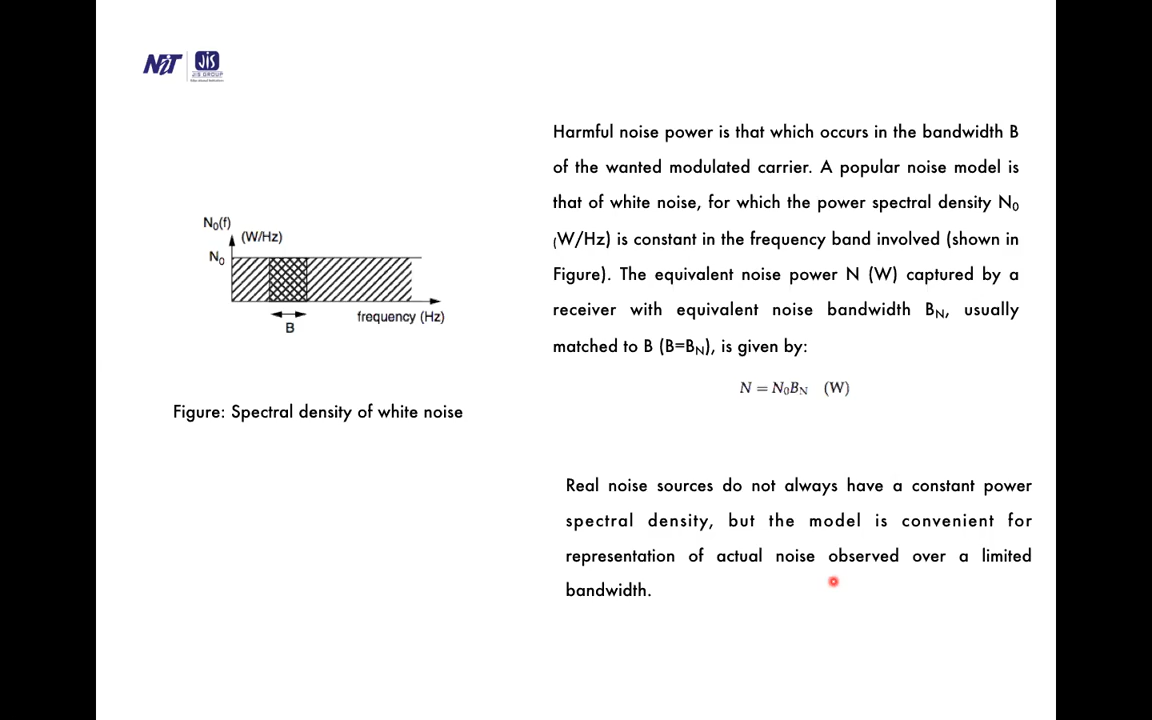 NiT JIS
JIS GROUP
Educational Initiatives
Harmful noise power is that which occurs in the bandwidth B
of the wanted modulated carrier. A popular noise model is
that of white noise, for which the power spectral density N₀
(W/Hz) is constant in the frequency band involved (shown in
Figure). The equivalent noise power N (W) captured by a
receiver with equivalent noise bandwidth BN, usually
matched to B (B=BN), is given by:
N = N₀BN (W)
N₀(f)
(W/Hz)
N₀
B
frequency (Hz)
Figure: Spectral density of white noise
Real noise sources do not always have a constant power
spectral density, but the model is convenient for
representation of actual noise observed over a limited
bandwidth.